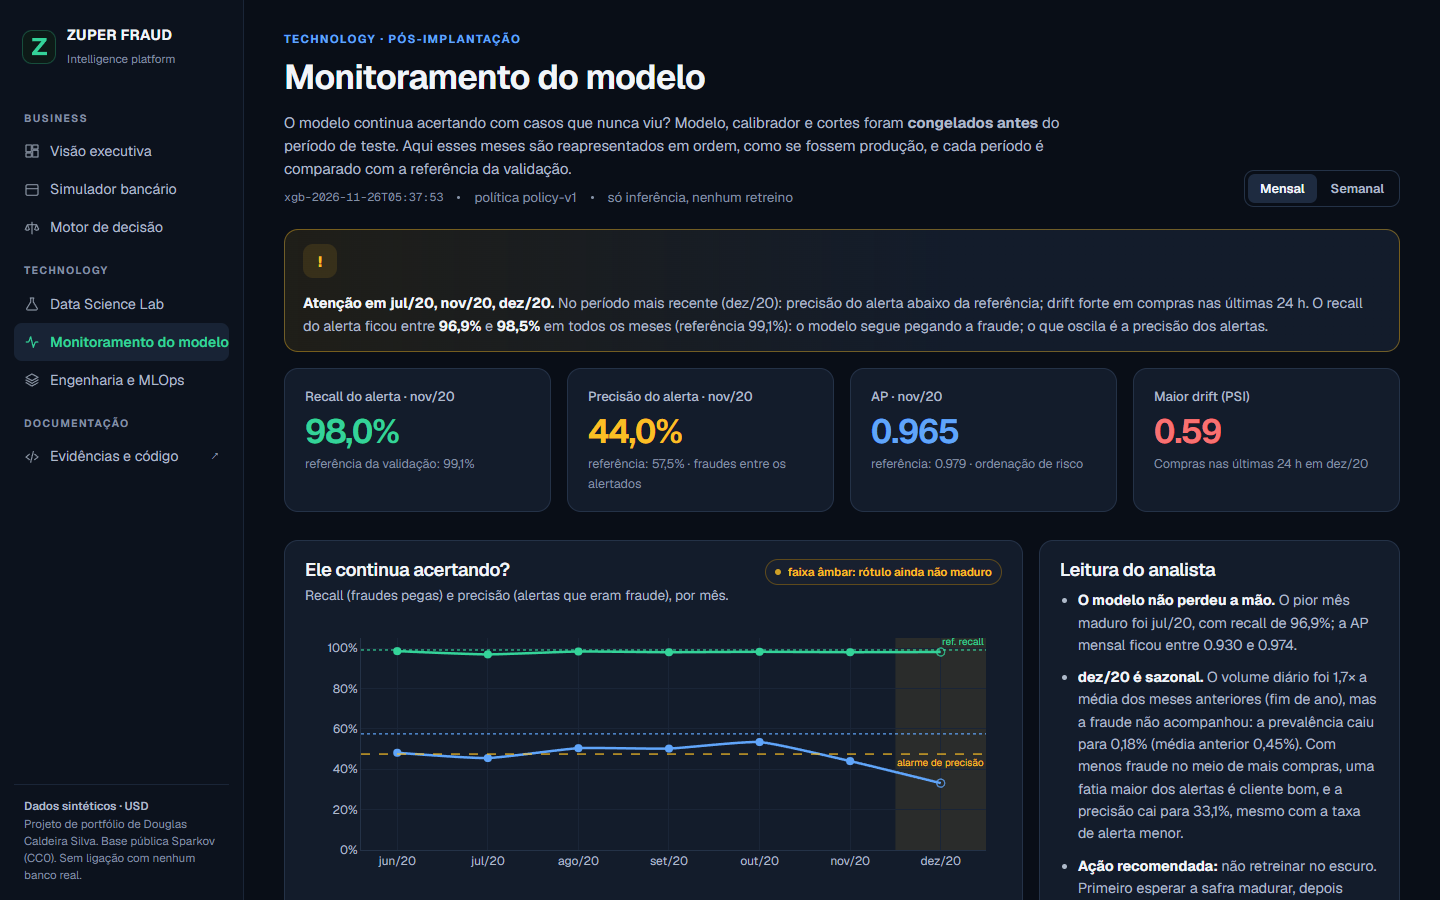 Z
ZUPER FRAUD
Intelligence platform
BUSINESS
Visão executiva
Simulador bancário
Motor de decisão
TECHNOLOGY
Data Science Lab
Monitoramento do modelo
Engenharia e MLOps
DOCUMENTAÇÃO
Evidências e código ↗
Dados sintéticos · USD
Projeto de portfólio de Douglas
Caldeira Silva. Base pública Sparkov
(CC0). Sem ligação com nenhum
banco real.
TECHNOLOGY · PÓS-IMPLANTAÇÃO
Monitoramento do modelo
O modelo continua acertando com casos que nunca viu? Modelo, calibrador e cortes foram congelados antes do
período de teste. Aqui esses meses são reapresentados em ordem, como se fossem produção, e cada período é
comparado com a referência da validação.
xgb-2026-11-26T05:37:53 • política policy-v1 • só inferência, nenhum retreino
Mensal Semanal
!
Atenção em jul/20, nov/20, dez/20. No período mais recente (dez/20): precisão do alerta abaixo da referência; drift forte em compras nas últimas 24 h. O recall
do alerta ficou entre 96,9% e 98,5% em todos os meses (referência 99,1%): o modelo segue pegando a fraude; o que oscila é a precisão dos alertas.
Recall do alerta · nov/20
98,0%
referência da validação: 99,1%
Precisão do alerta · nov/20
44,0%
referência: 57,5% · fraudes entre os
alertados
AP · nov/20
0.965
referência: 0.979 · ordenação de risco
Maior drift (PSI)
0.59
Compras nas últimas 24 h em dez/20
Ele continua acertando?
Recall (fraudes pegas) e precisão (alertas que eram fraude), por mês.
faixa âmbar: rótulo ainda não maduro
ref. recall
100%
80%
60%
alarme de precisão
40%
20%
0%
jun/20 jul/20 ago/20 set/20 out/20 nov/20 dez/20
Leitura do analista
• O modelo não perdeu a mão. O pior mês
maduro foi jul/20, com recall de 96,9%; a AP
mensal ficou entre 0.930 e 0.974.
• dez/20 é sazonal. O volume diário foi 1,7× a
média dos meses anteriores (fim de ano), mas
a fraude não acompanhou: a prevalência caiu
para 0,18% (média anterior 0,45%). Com
menos fraude no meio de mais compras, uma
fatia maior dos alertas é cliente bom, e a
precisão cai para 33,1%, mesmo com a taxa
de alerta menor.
• Ação recomendada: não retreinar no escuro.
Primeiro esperar a safra madurar, depois